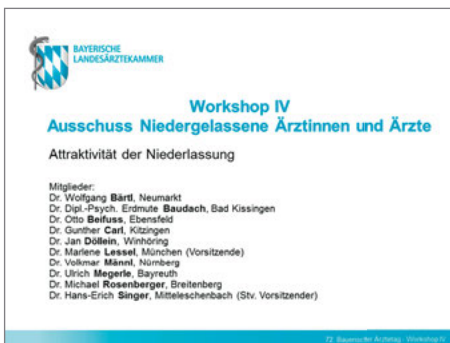 BAYERISCHE
LANDESÄRZTEKAMMER
Workshop IV
Ausschuss Niedergelassene Ärztinnen und Ärzte
Attraktivität der Niederlassung
Mitglieder:
Dr. Wolfgang Bärtl, Neumarkt
Dr. Dipl.-Psych. Erdmute Baudach, Bad Kissingen
Dr. Otto Beifuss, Ebensfeld
Dr. Gunther Carl, Kitzingen
Dr. Jan Döllein, Winhöring
Dr. Marlene Lessel, München (Vorsitzende)
Dr. Volkmar Männl, Nürnberg
Dr. Ulrich Megerle, Bayreuth
Dr. Michael Rosenberger, Breitenberg
Dr. Hans-Erich Singer, Mitteleschenbach (Stv. Vorsitzender)
72. Bayerischer Ärztetag - Workshop IV